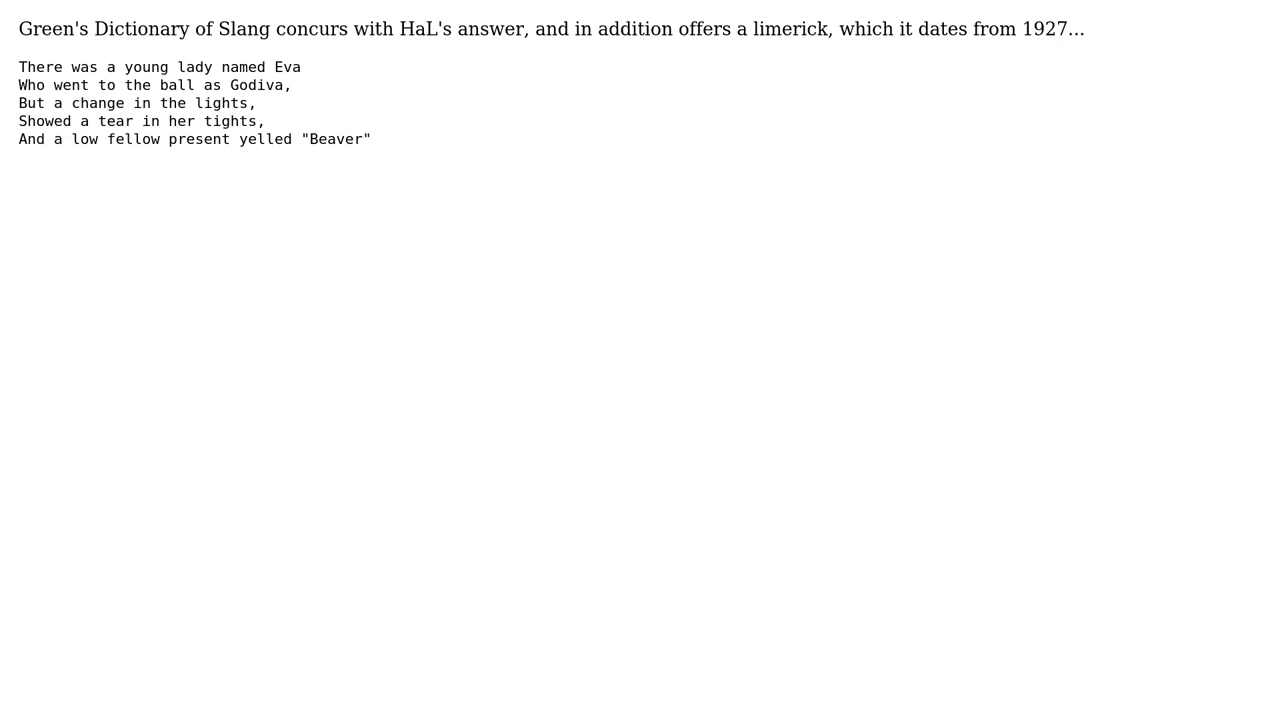 Green's Dictionary of Slang concurs with HaL's answer, and in addition offers a limerick, which it dates from 1927...
There was a young lady named Eva
Who went to the ball as Godiva,
But a change in the lights,
Showed a tear in her tights,
And a low fellow present yelled "Beaver"